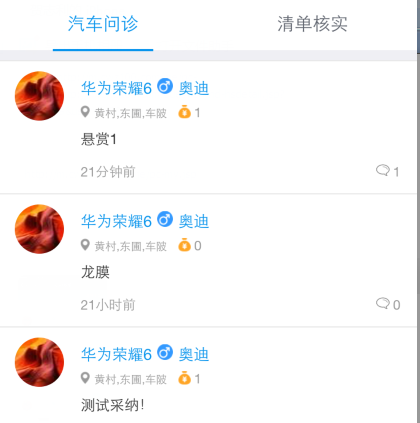 汽车问诊 清单核实
华为荣耀6 奥迪
黄村,东圃,车陂 1
悬赏1
21分钟前 1
华为荣耀6 奥迪
黄村,东圃,车陂 0
龙膜
21小时前 0
华为荣耀6 奥迪
黄村,东圃,车陂 1
测试采纳!